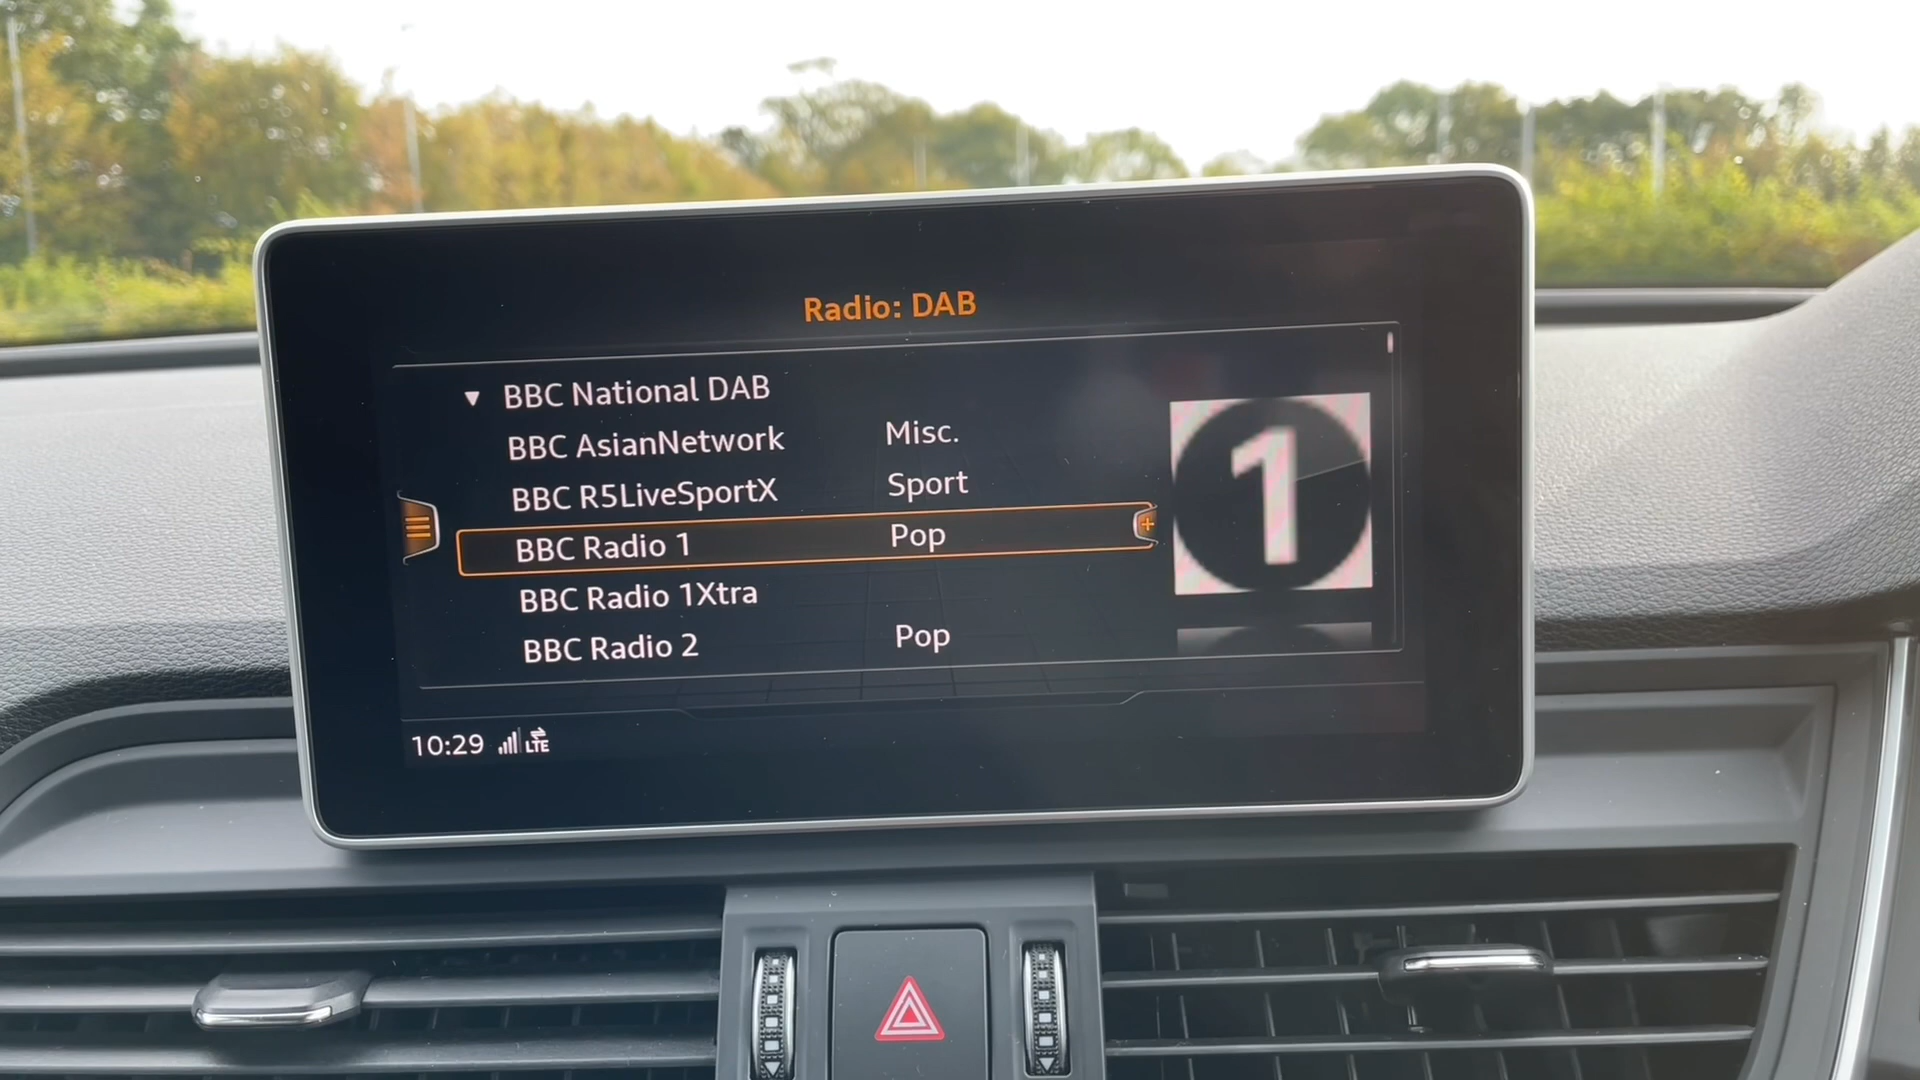 Radio: DAB
BBC National DAB
BBC AsianNetwork Misc.
BBC R5LiveSportX Sport
BBC Radio 1 Pop
BBC Radio 1Xtra
BBC Radio 2 Pop
1
10:29 LTE